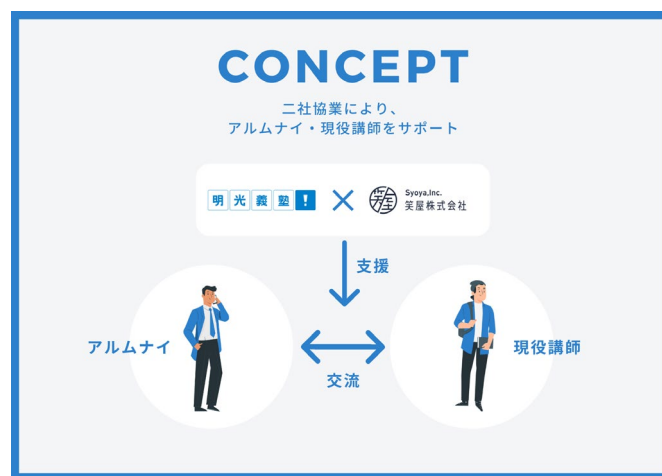 CONCEPT
二社協業により、
アルムナイ・現役講師をサポート
明光義塾!
×
笑屋
Syoya,Inc.
笑屋株式会社
支援
アルムナイ
現役講師
交流